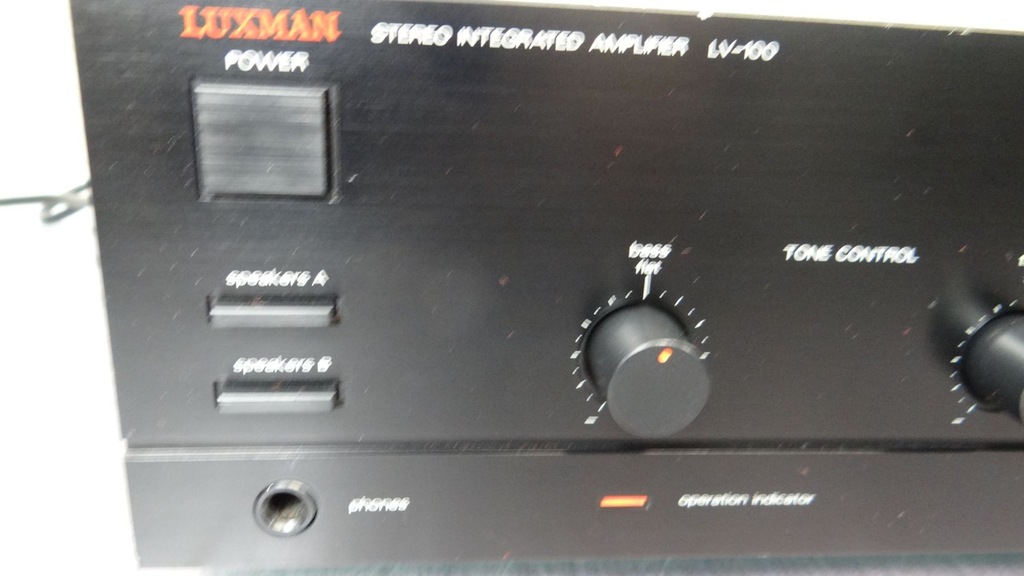 LUXMAN STEREO INTEGRATED AMPLIFIER LV-100
POWER
bass
flat
TONE CONTROL
speakers A
speakers B
phones
operation indicator